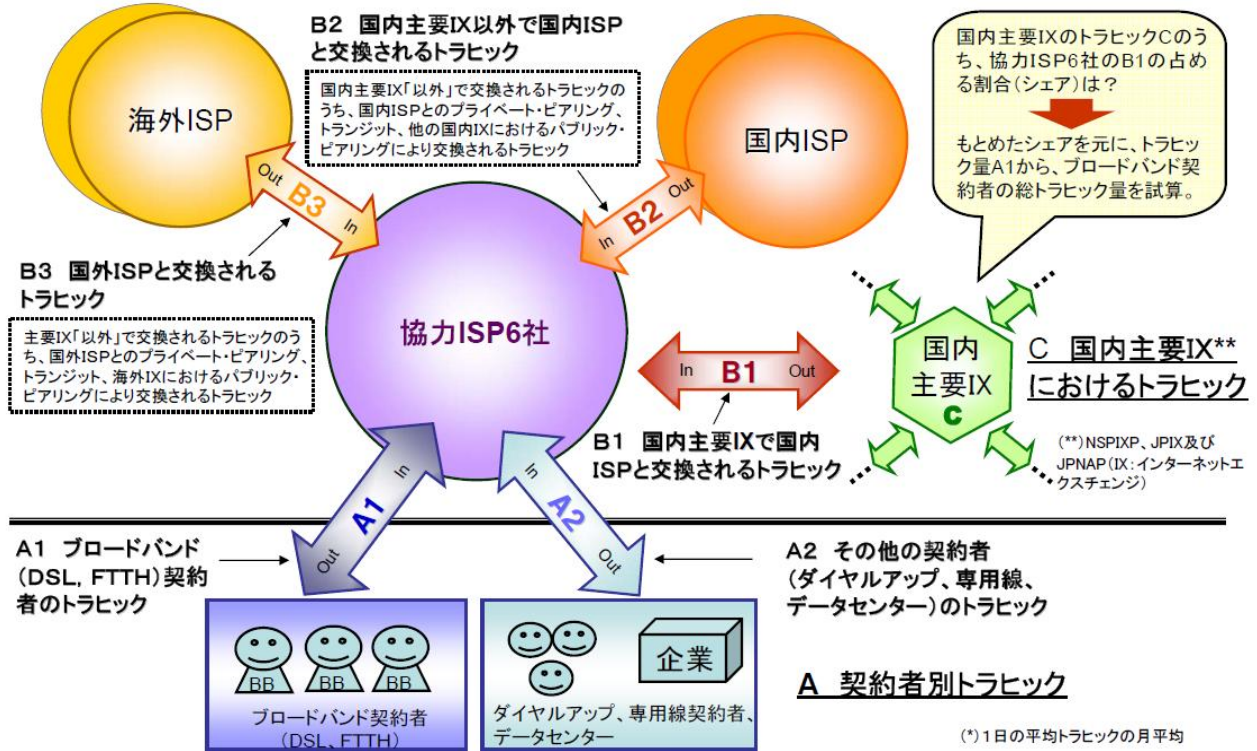 B2 国内主要IX以外で国内ISP
と交換されるトラヒック
国内主要IX「以外」で交換されるトラヒックの
うち、国内ISPとのプライベート・ピアリング、
トランジット、他の国内IXにおけるパブリック・
ピアリングにより交換されるトラヒック
海外ISP
国内ISP
国内主要IXのトラヒックCのう
ち、協力ISP6社のB1の占め
る割合(シェア)は?
もとめたシェアを元に、トラヒッ
ク量A1から、ブロードバンド契
約者の総トラヒック量を試算。
Out
B3
In
In
B2
Out
B3 国外ISPと交換される
トラヒック
主要IX「以外」で交換されるトラヒックのう
ち、国外ISPとのプライベート・ピアリング、
トランジット、海外IXにおけるパブリック・
ピアリングにより交換されるトラヒック
協力ISP6社
In
B1
Out
国内
主要IX
C
C 国内主要IX**
におけるトラヒック
B1 国内主要IXで国内
ISPと交換されるトラヒック
(**)NSPIXP、JPIX及び
JPNAP(IX:インターネットエ
クスチェンジ)
In
A1
Out
In
A2
Out
A1 ブロードバンド
(DSL, FTTH)契約
者のトラヒック
A2 その他の契約者
(ダイヤルアップ、専用線、
データセンター)のトラヒック
BB
BB
BB
ブロードバンド契約者
(DSL、FTTH)
企業
ダイヤルアップ、専用線契約者、
データセンター
A 契約者別トラヒック
(*)1日の平均トラヒックの月平均